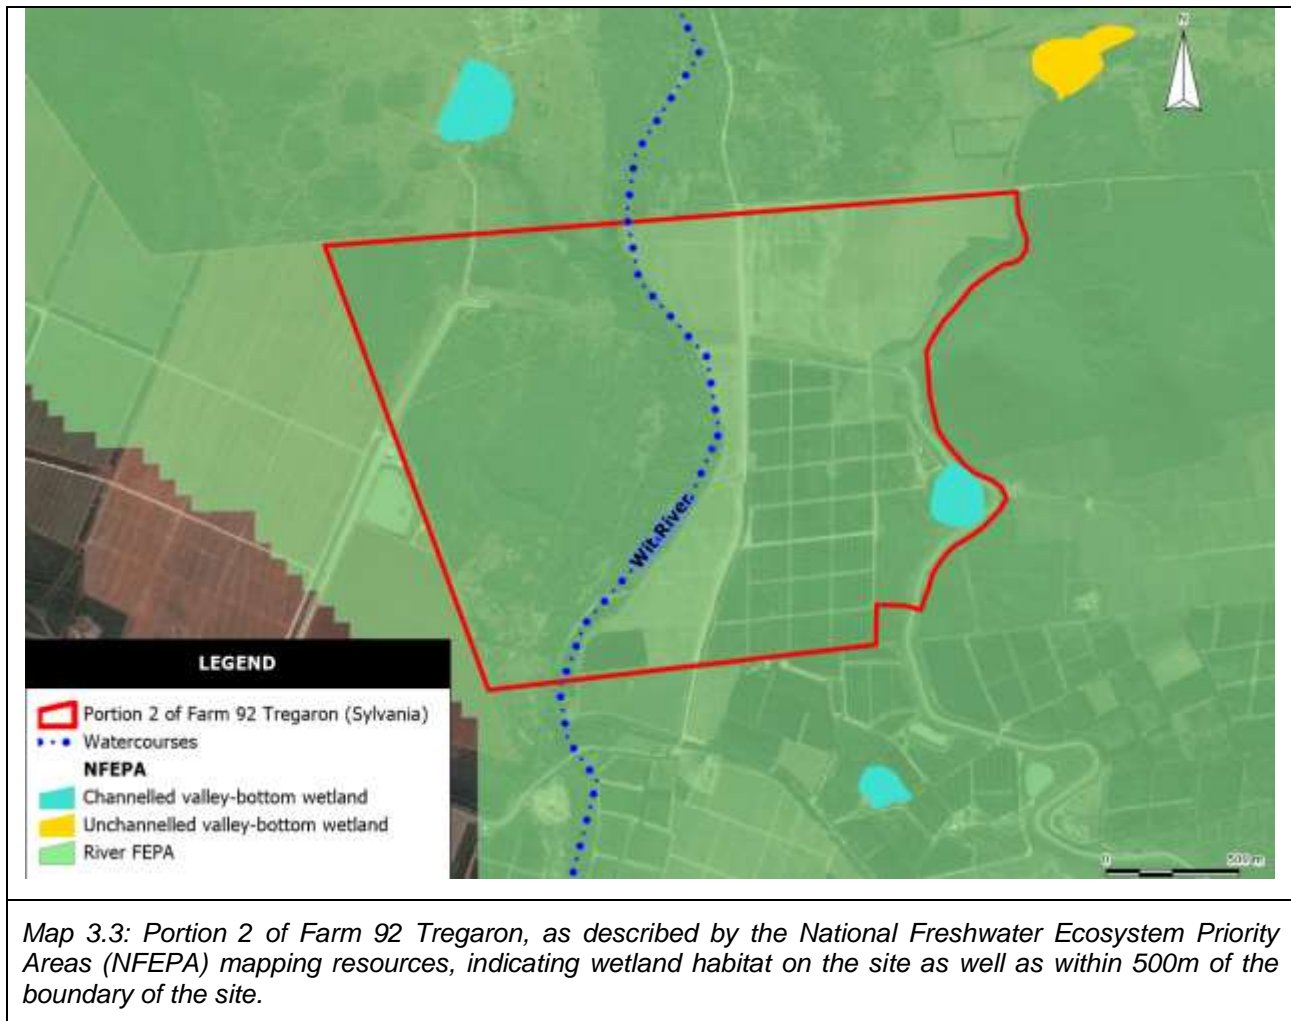 N
Wit River
LEGEND
Portion 2 of Farm 92 Tregaron (Sylvania)
Watercourses
NFEPA
Channelled valley-bottom wetland
Unchannelled valley-bottom wetland
River FEPA
0 500 m
Map 3.3: Portion 2 of Farm 92 Tregaron, as described by the National Freshwater Ecosystem Priority
Areas (NFEPA) mapping resources, indicating wetland habitat on the site as well as within 500m of the
boundary of the site.